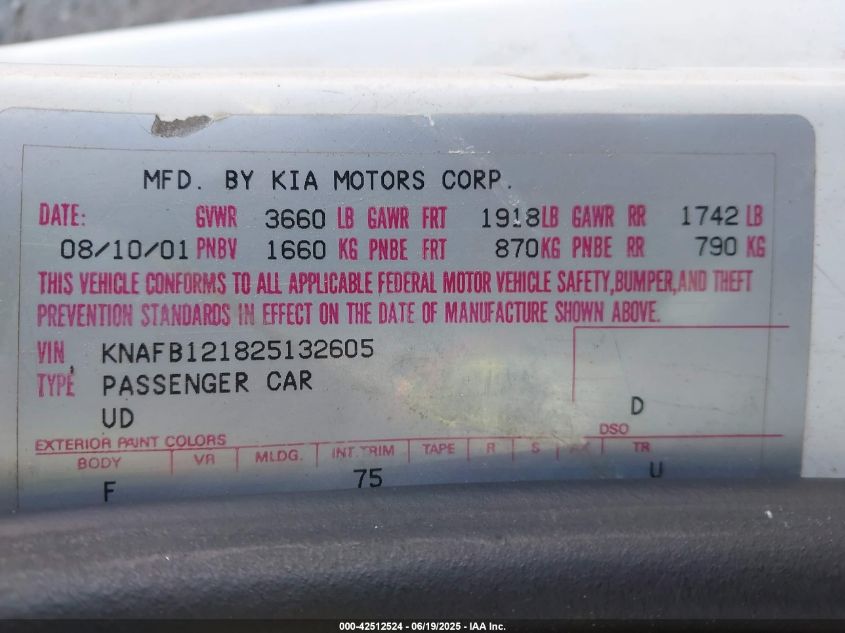 MFD. BY KIA MOTORS CORP.
DATE: GVWR 3660 LB GAWR FRT 1918LB GAWR RR 1742 LB
08/10/01 PNBV 1660 KG PNBE FRT 870KG PNBE RR 790 KG
THIS VEHICLE CONFORMS TO ALL APPLICABLE FEDERAL MOTOR VEHICLE SAFETY,BUMPER,AND THEFT
PREVENTION STANDARDS IN EFFECT ON THE DATE OF MANUFACTURE SHOWN ABOVE.
VIN, KNAFB121825132605
TYPE PASSENGER CAR
UD D
EXTERIOR PAINT COLORS DSO
BODY VR MLDG. INT.TRIM TAPE R S TR
F 75 U
000-42512524 - 06/19/2025 - IAA Inc.